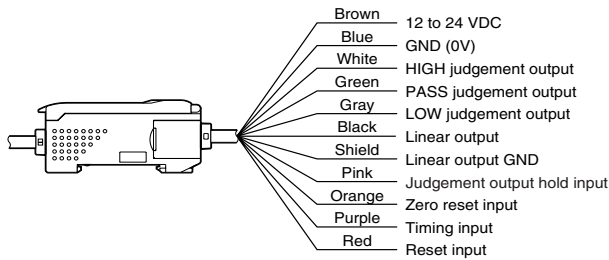 Brown 12 to 24 VDC
Blue GND (0V)
White HIGH judgement output
Green PASS judgement output
Gray LOW judgement output
Black Linear output
Shield Linear output GND
Pink Judgement output hold input
Orange Zero reset input
Purple Timing input
Red Reset input